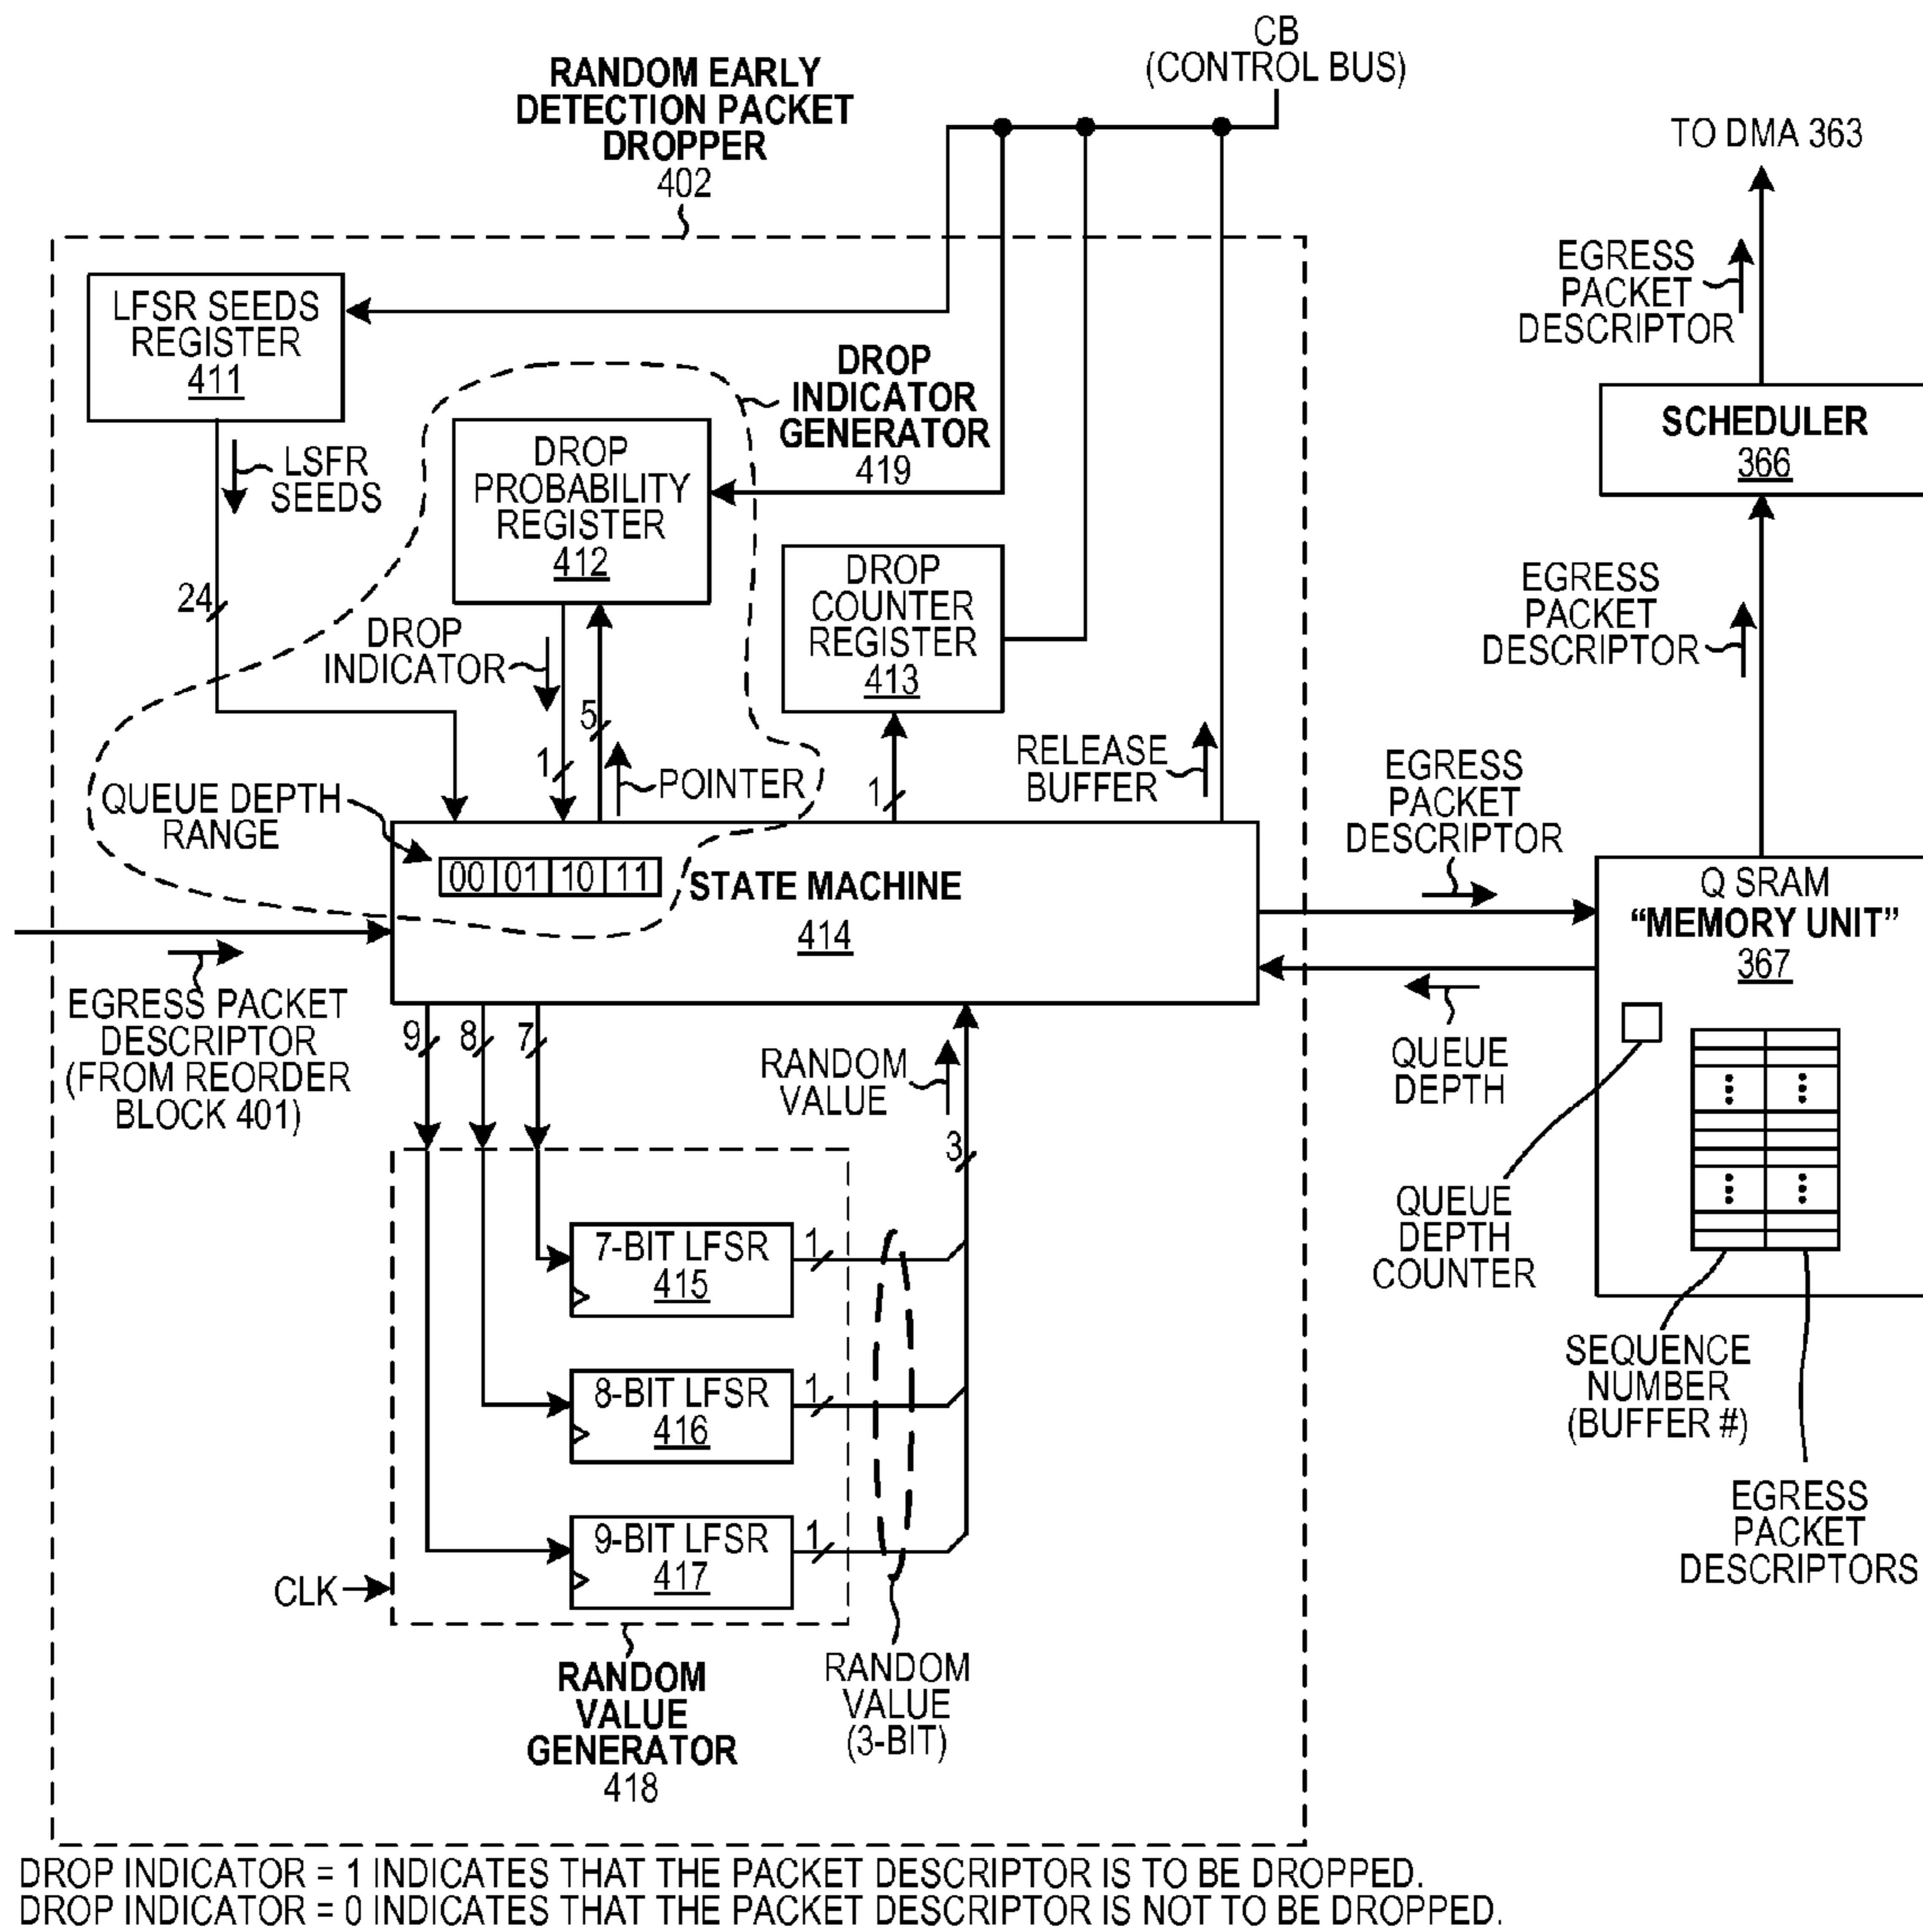 CB
(CONTROL BUS)
RANDOM EARLY
DETECTION PACKET
DROPPER
402
TO DMA 363
EGRESS
PACKET
DESCRIPTOR
SCHEDULER
366
EGRESS
PACKET
DESCRIPTOR
LFSR SEEDS
REGISTER
411
LSFR
SEEDS
24
DROP
INDICATOR
GENERATOR
419
DROP
PROBABILITY
REGISTER
412
DROP
COUNTER
REGISTER
413
DROP
INDICATOR
1
5
POINTER
1
RELEASE
BUFFER
QUEUE DEPTH
RANGE
00 01 10 11
STATE MACHINE
414
EGRESS
PACKET
DESCRIPTOR
Q SRAM
“MEMORY UNIT”
367
EGRESS PACKET
DESCRIPTOR
(FROM REORDER
BLOCK 401)
9 8 7
RANDOM
VALUE
3
QUEUE
DEPTH
QUEUE
DEPTH
COUNTER
SEQUENCE
NUMBER
(BUFFER #)
EGRESS
PACKET
DESCRIPTORS
7-BIT LFSR
415
1
8-BIT LFSR
416
1
9-BIT LFSR
417
1
CLK
RANDOM
VALUE
GENERATOR
418
RANDOM
VALUE
(3-BIT)
DROP INDICATOR = 1 INDICATES THAT THE PACKET DESCRIPTOR IS TO BE DROPPED.
DROP INDICATOR = 0 INDICATES THAT THE PACKET DESCRIPTOR IS NOT TO BE DROPPED.